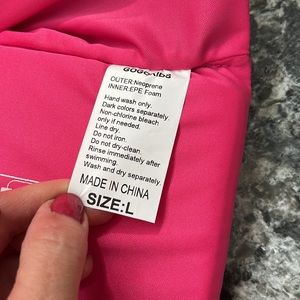 GOGOKIDS
OUTER:Neoprene
INNER:EPE Foam
Hand wash only.
Dark colors separately.
Non-chlorine bleach
only if needed.
Line dry.
Do not iron
Do not dry-clean.
Rinse immediately after
swimming.
Wash and dry separately.
MADE IN CHINA
SIZE:L